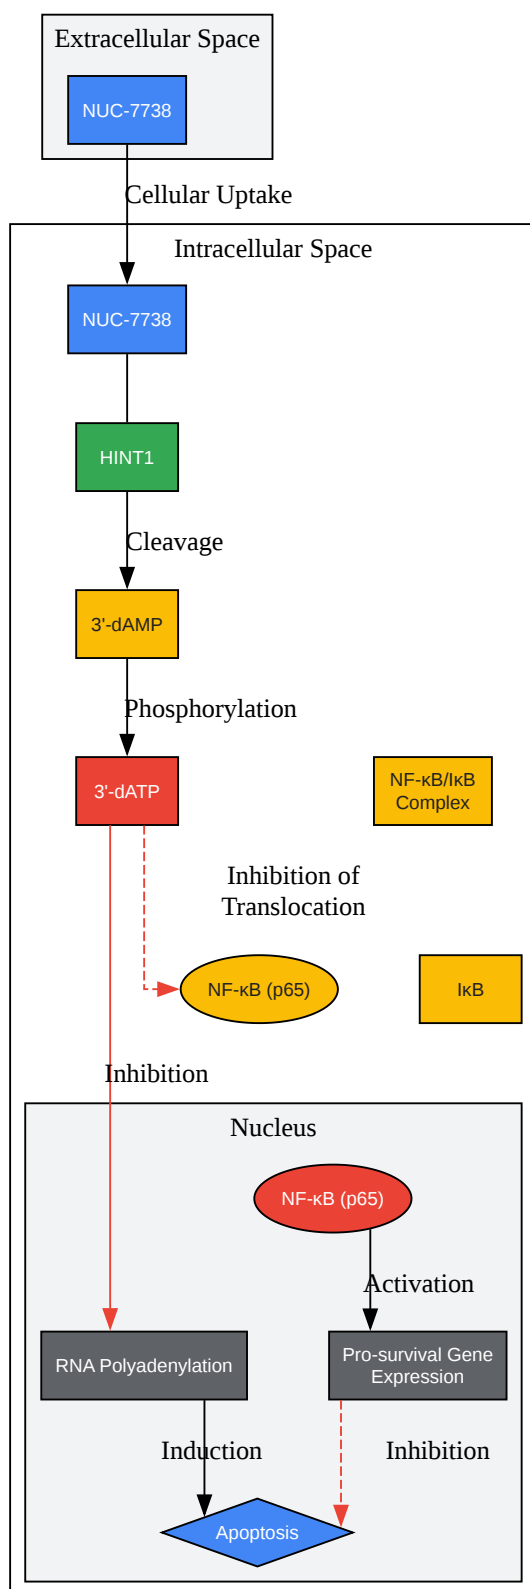 Extracellular Space
NUC-7738
Cellular Uptake
Intracellular Space
NUC-7738
HINT1
Cleavage
3'-dAMP
Phosphorylation
3'-dATP
NF-κB/IκB
Complex
Inhibition of
Translocation
NF-κB (p65)
IκB
Inhibition
Nucleus
NF-κB (p65)
Activation
RNA Polyadenylation
Pro-survival Gene
Expression
Induction
Inhibition
Apoptosis